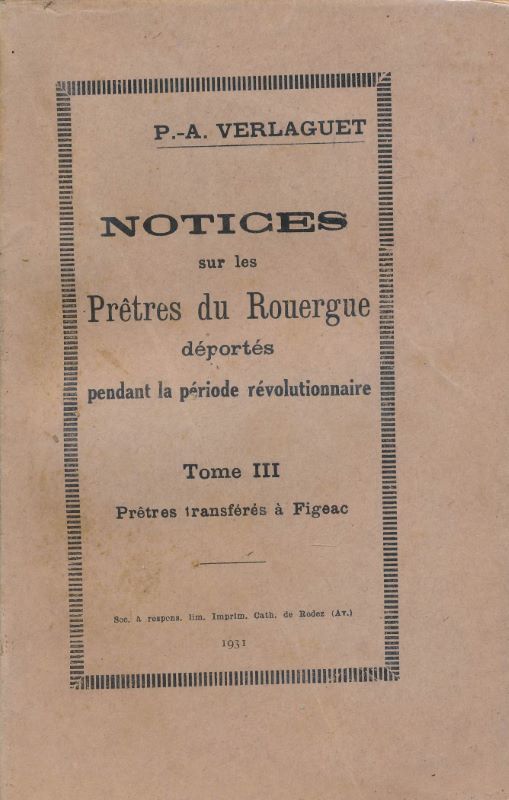 P.-A. VERLAGUET
NOTICES
sur les
Prêtres du Rouergue
déportés
pendant la période révolutionnaire
Tome III
Prêtres transférés à Figeac
Soc. à respons. lim. Imprim. Cath. de Rodez (Av.)
1931